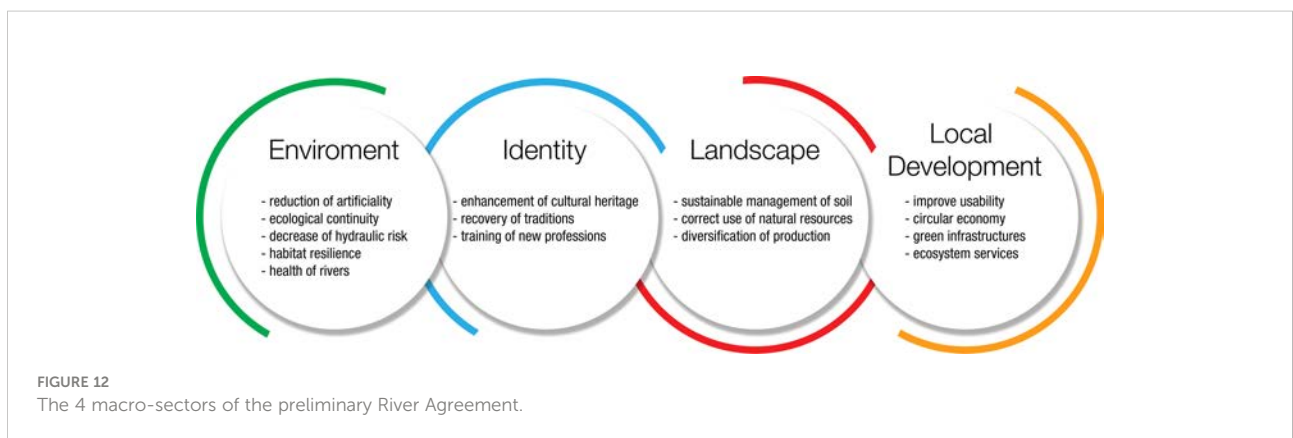 Enviroment
- reduction of artificiality
- ecological continuity
- decrease of hydraulic risk
- habitat resilience
- health of rivers
Identity
- enhancement of cultural heritage
- recovery of traditions
- training of new professions
Landscape
- sustainable management of soil
- correct use of natural resources
- diversification of production
Local
Development
- improve usability
- circular economy
- green infrastructures
- ecosystem services
FIGURE 12
The 4 macro-sectors of the preliminary River Agreement.